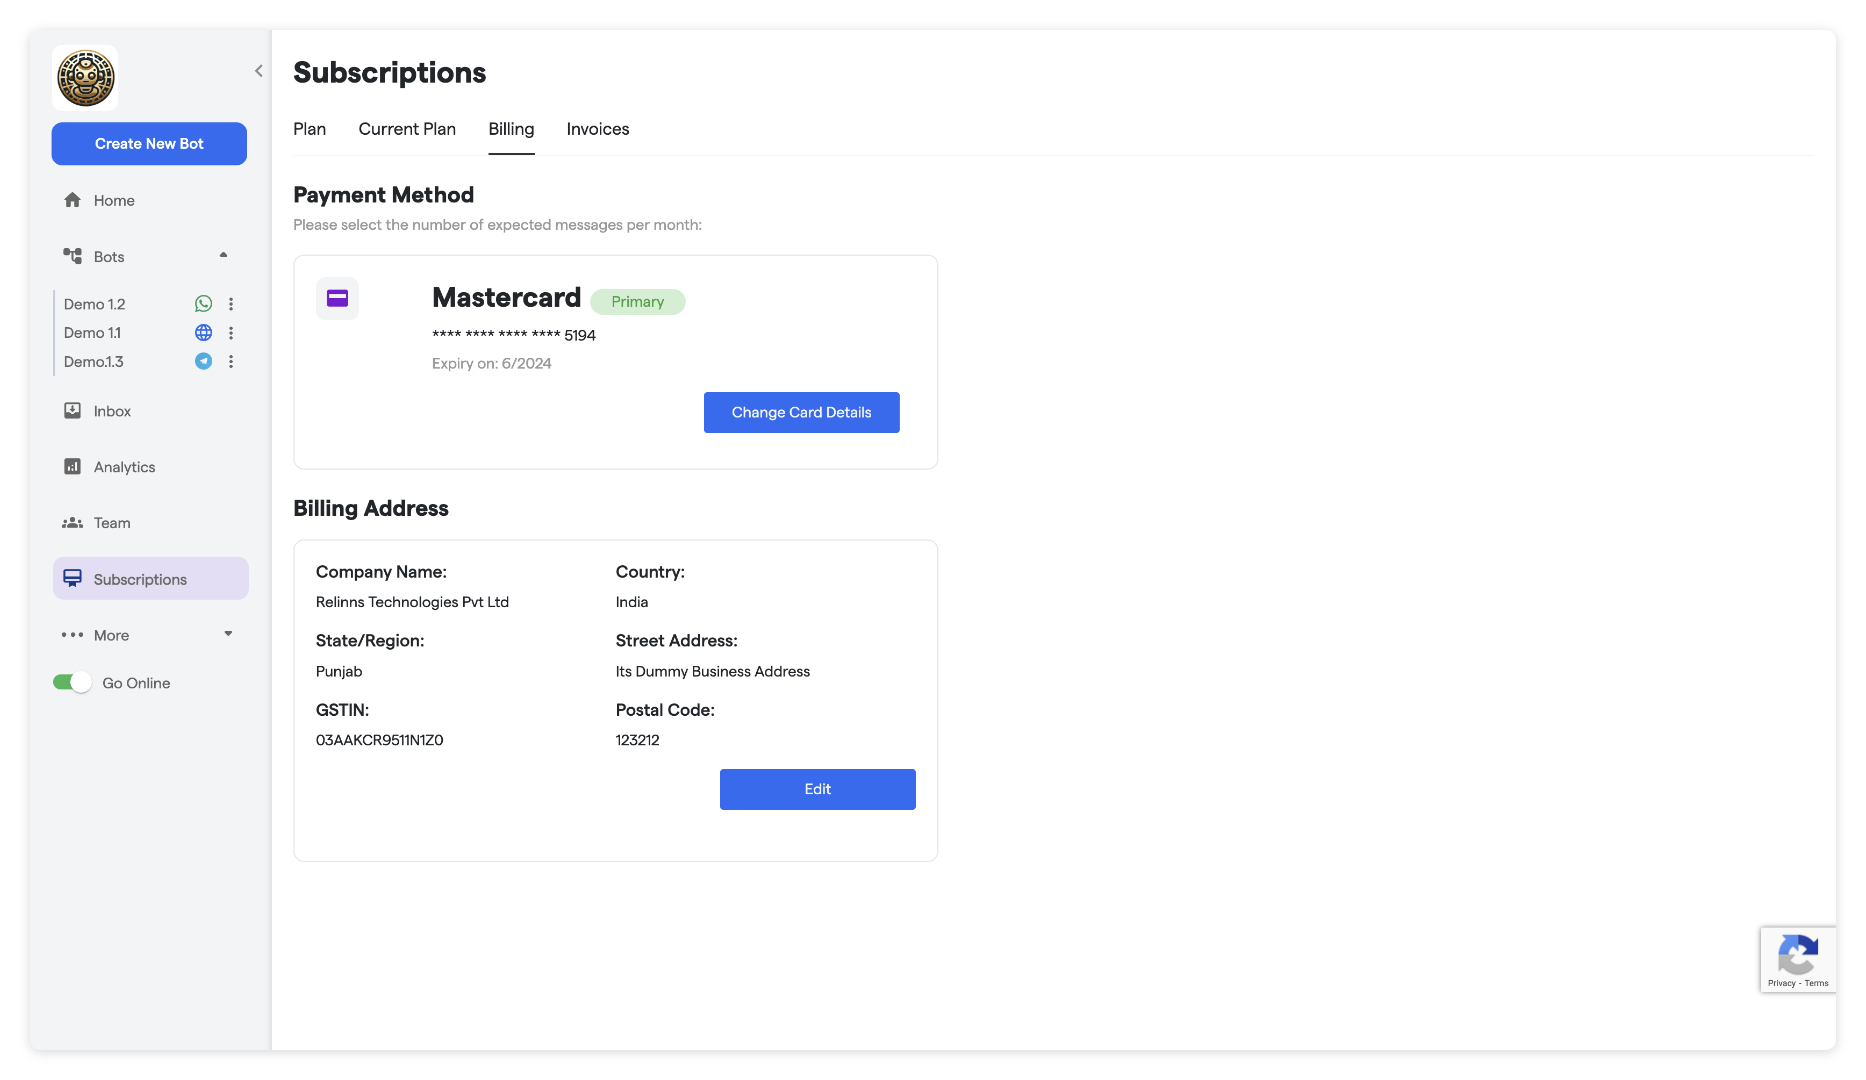 Create New Bot
Home
Bots
Demo 1.2
Demo 1.1
Demo.1.3
Inbox
Analytics
Team
Subscriptions
More
Go Online
Subscriptions
Plan Current Plan Billing Invoices
Payment Method
Please select the number of expected messages per month:
Mastercard Primary
**** **** **** **** 5194
Expiry on: 6/2024
Change Card Details
Billing Address
Company Name: Country:
Relinns Technologies Pvt Ltd India
State/Region: Street Address:
Punjab Its Dummy Business Address
GSTIN: Postal Code:
03AAKCR9511N1Z0 123212
Edit
Privacy - Terms